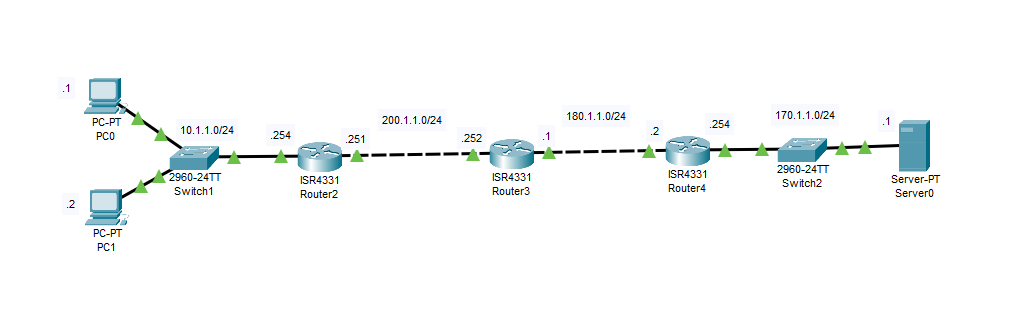 .1
PC-PT
PC0
10.1.1.0/24
.2
PC-PT
PC1
2960-24TT
Switch1
.254
ISR4331
Router2
.251
200.1.1.0/24
.252
ISR4331
Router3
.1
180.1.1.0/24
.2
ISR4331
Router4
.254
170.1.1.0/24
2960-24TT
Switch2
.1
Server-PT
Server0